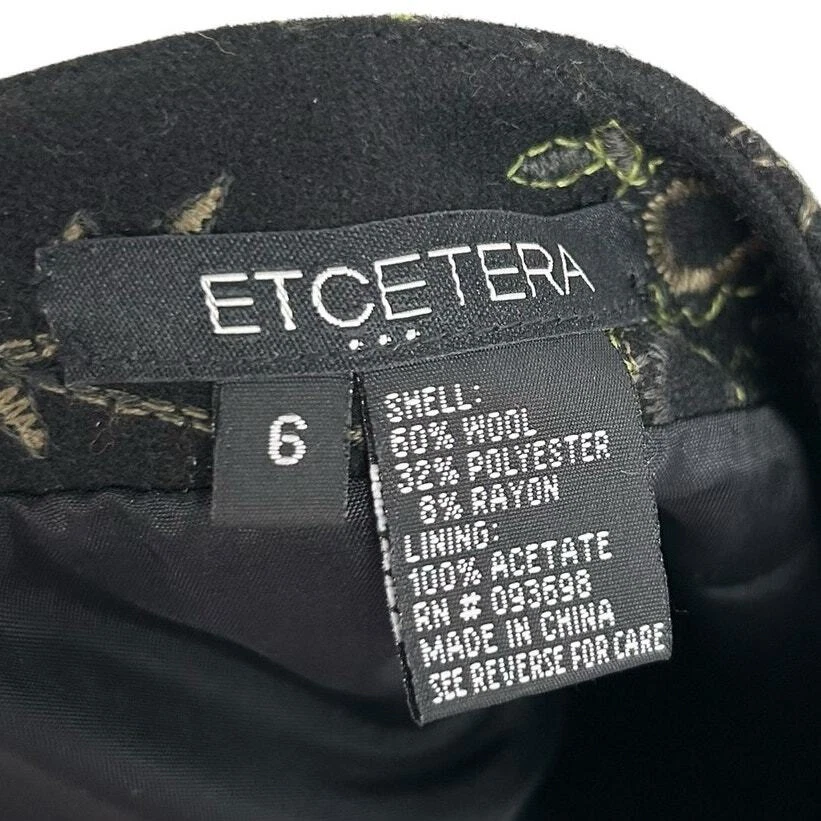 ETCETERA
...
6
SHELL:
60% WOOL
32% POLYESTER
8% RAYON
LINING:
100% ACETATE
RN # 093698
MADE IN CHINA
SEE REVERSE FOR CARE